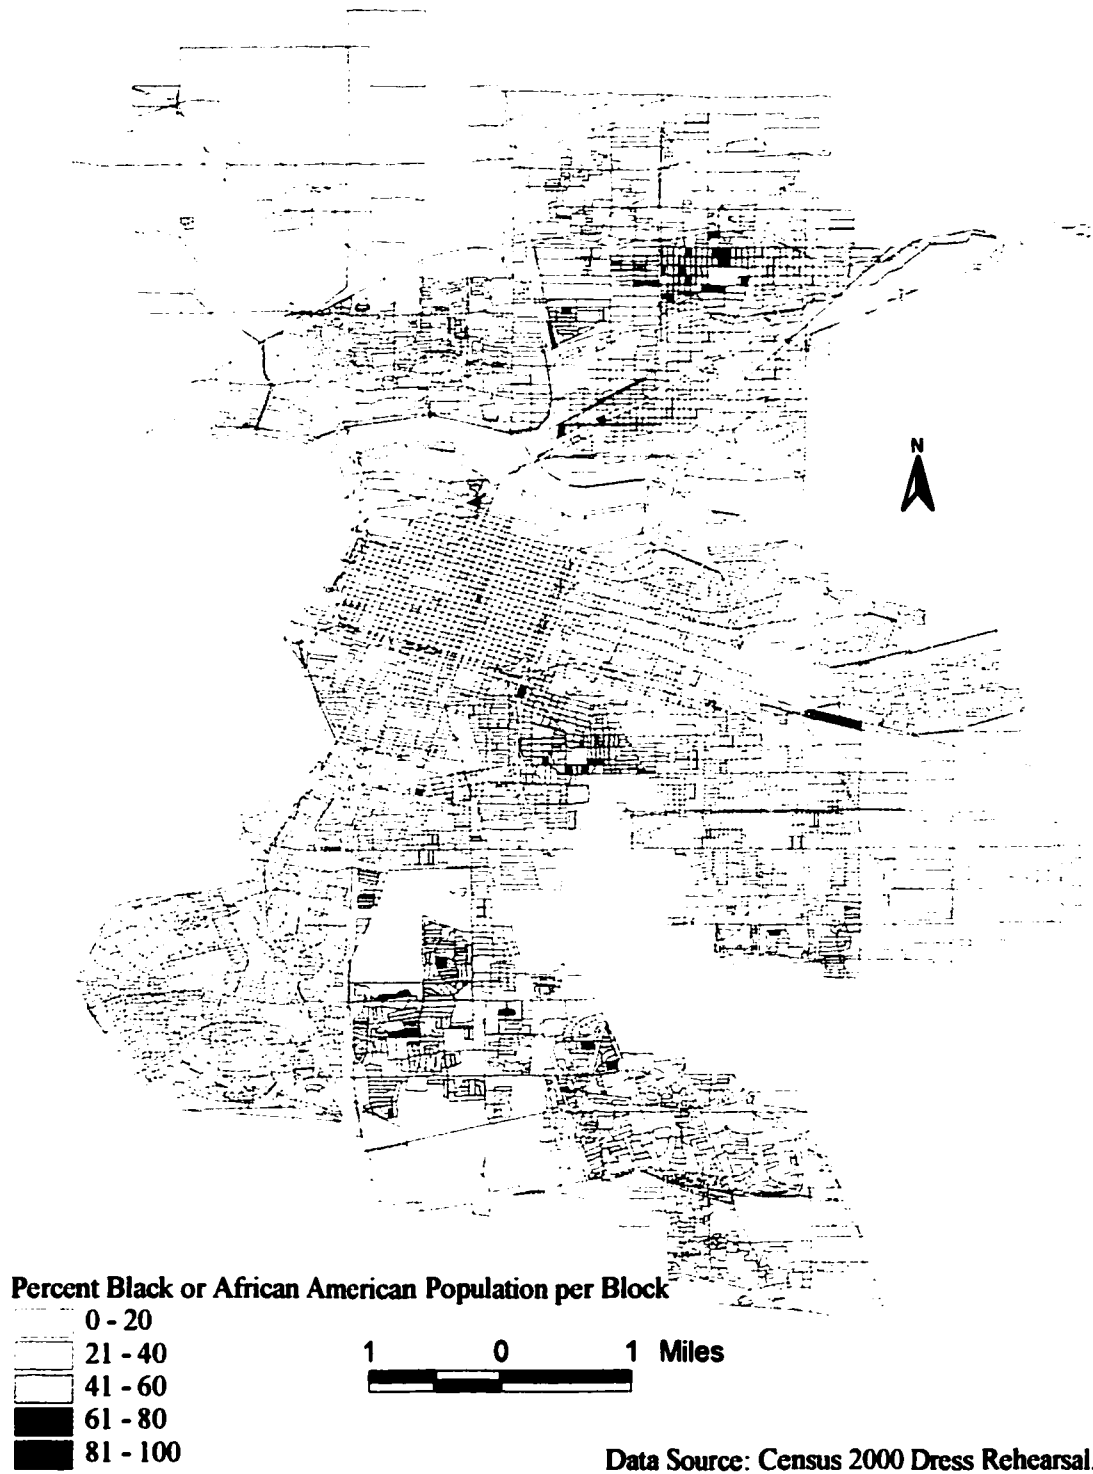 N
Percent Black or African American Population per Block
0 - 20
21 - 40
41 - 60
61 - 80
81 - 100
1 0 1 Miles
Data Source: Census 2000 Dress Rehearsal.